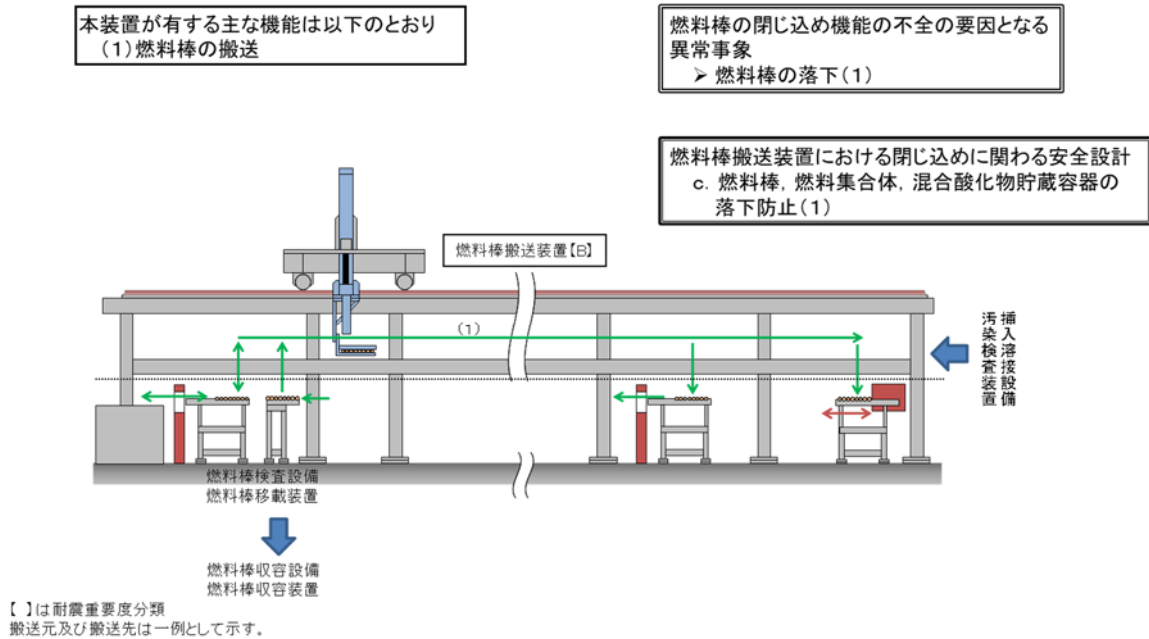 本装置が有する主な機能は以下のとおり
（1）燃料棒の搬送
燃料棒の閉じ込め機能の不全の要因となる
異常事象
➢ 燃料棒の落下（1）
燃料棒搬送装置における閉じ込めに関わる安全設計
c. 燃料棒，燃料集合体，混合酸化物貯蔵容器の
落下防止（1）
燃料棒搬送装置【B】
（1）
挿入溶接設備
汚染検査装置
燃料棒検査設備
燃料棒移載装置
燃料棒収容設備
燃料棒収容装置
【 】は耐震重要度分類
搬送元及び搬送先は一例として示す。